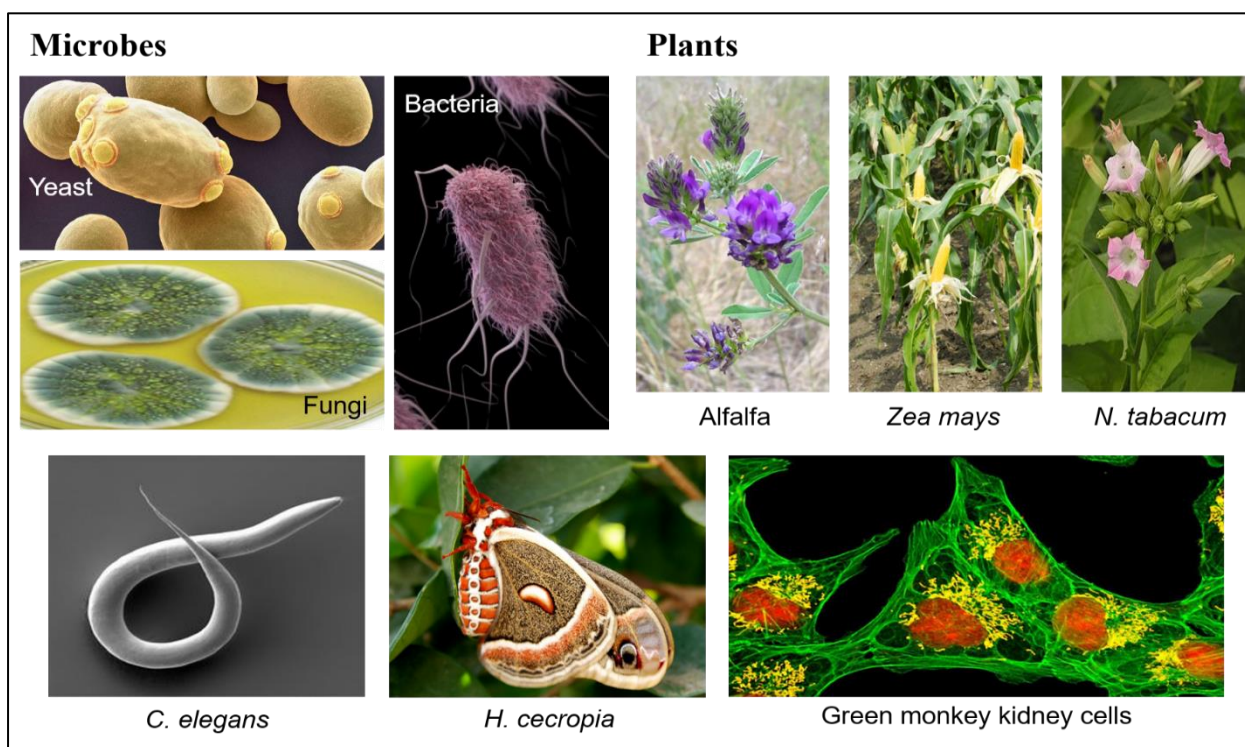 Microbes
Plants
Yeast
Bacteria
Fungi
Alfalfa
Zea mays
N. tabacum
C. elegans
H. cecropia
Green monkey kidney cells